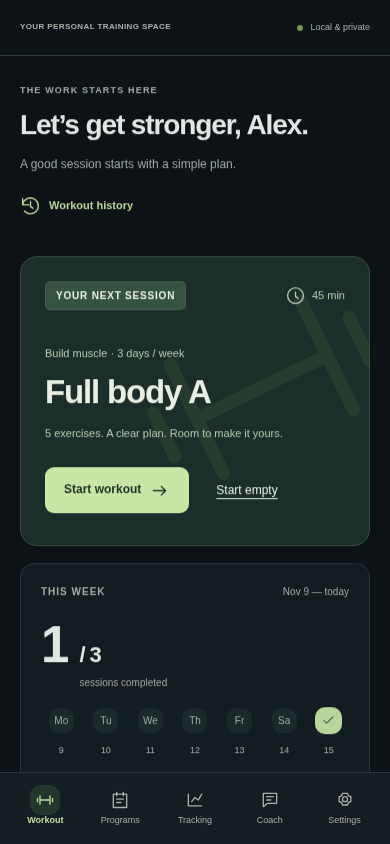 YOUR PERSONAL TRAINING SPACE
Local & private
THE WORK STARTS HERE
Let’s get stronger, Alex.
A good session starts with a simple plan.
Workout history
YOUR NEXT SESSION
45 min
Build muscle · 3 days / week
Full body A
5 exercises. A clear plan. Room to make it yours.
Start workout
Start empty
THIS WEEK
Nov 9 — today
1 / 3
sessions completed
Mo Tu We Th Fr Sa
9 10 11 12 13 14 15
Workout Programs Tracking Coach Settings